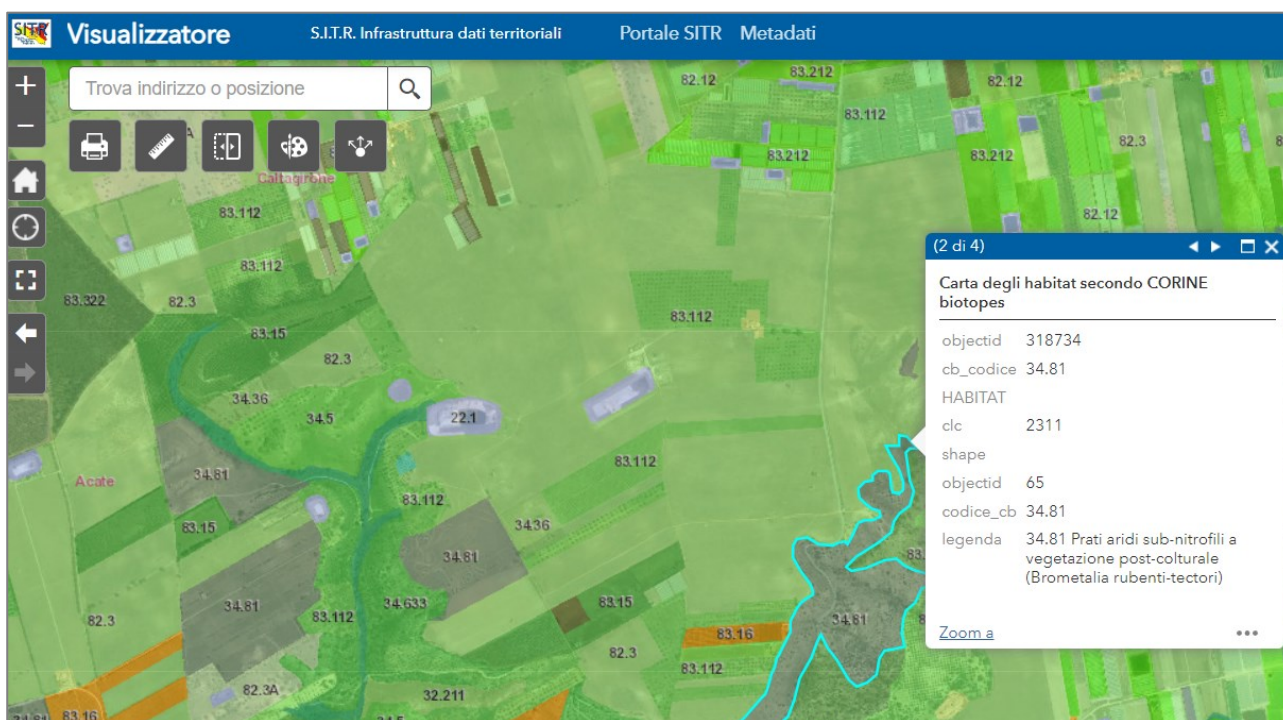 SITR
Visualizzatore
S.I.T.R. Infrastruttura dati territoriali
Portale SITR
Metadati
Trova indirizzo o posizione
82.12
83.212
82.12
83.112
82.3
83.212
83.212
Caltagirone
83.112
82.12
83.112
83.322
82.3
83.112
83.15
82.3
34.36
34.5
22.1
83.112
34.81
Acate
83.112
83.15
34.36
34.81
34.81
83.112
34.633
83.15
34.81
82.3
83.16
82.3
83.112
82.3A
32.211
34.81
83.16
34.5
(2 di 4)
Carta degli habitat secondo CORINE
biotopes
objectid 318734
cb_codice 34.81
HABITAT
clc 2311
shape
objectid 65
codice_cb 34.81
legenda 34.81 Prati aridi sub-nitrofili a
vegetazione post-colturale
(Brometalia rubenti-tectori)
Zoom a